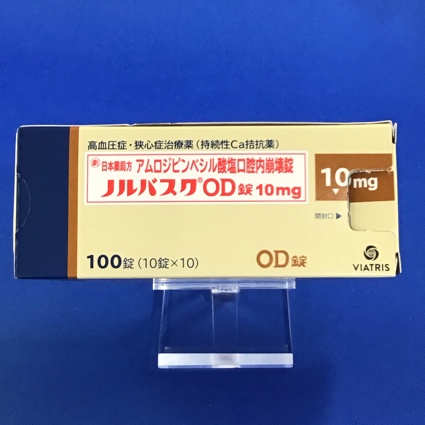 高血圧症・狭心症治療薬(持続性Ca拮抗薬)
劇 日本薬局方 アムロジピンベシル酸塩口腔内崩壊錠
ノルバスク®OD錠10mg
10mg
開封口▶
100錠(10錠×10)
OD錠
VIATRIS